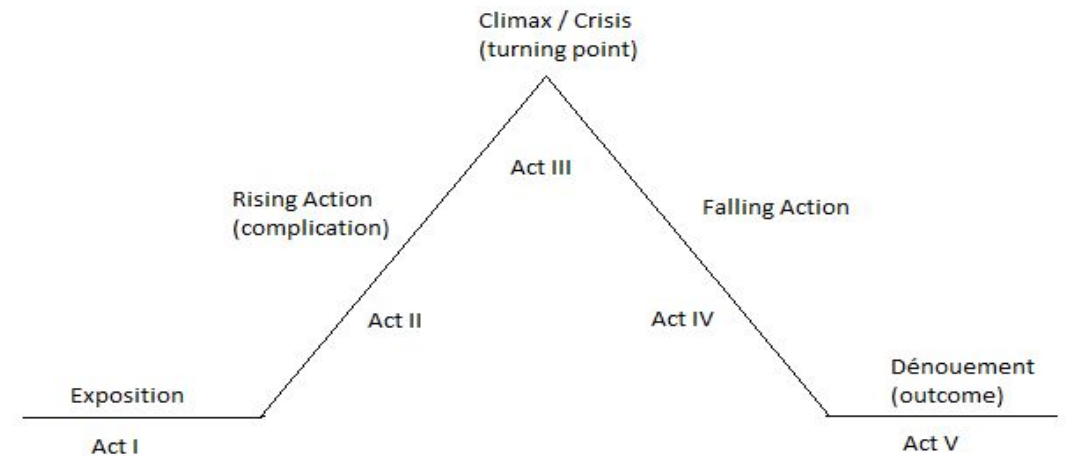 Climax / Crisis
(turning point)
Act III
Rising Action
(complication)
Falling Action
Act II
Act IV
Exposition
Act I
Dénouement
(outcome)
Act V